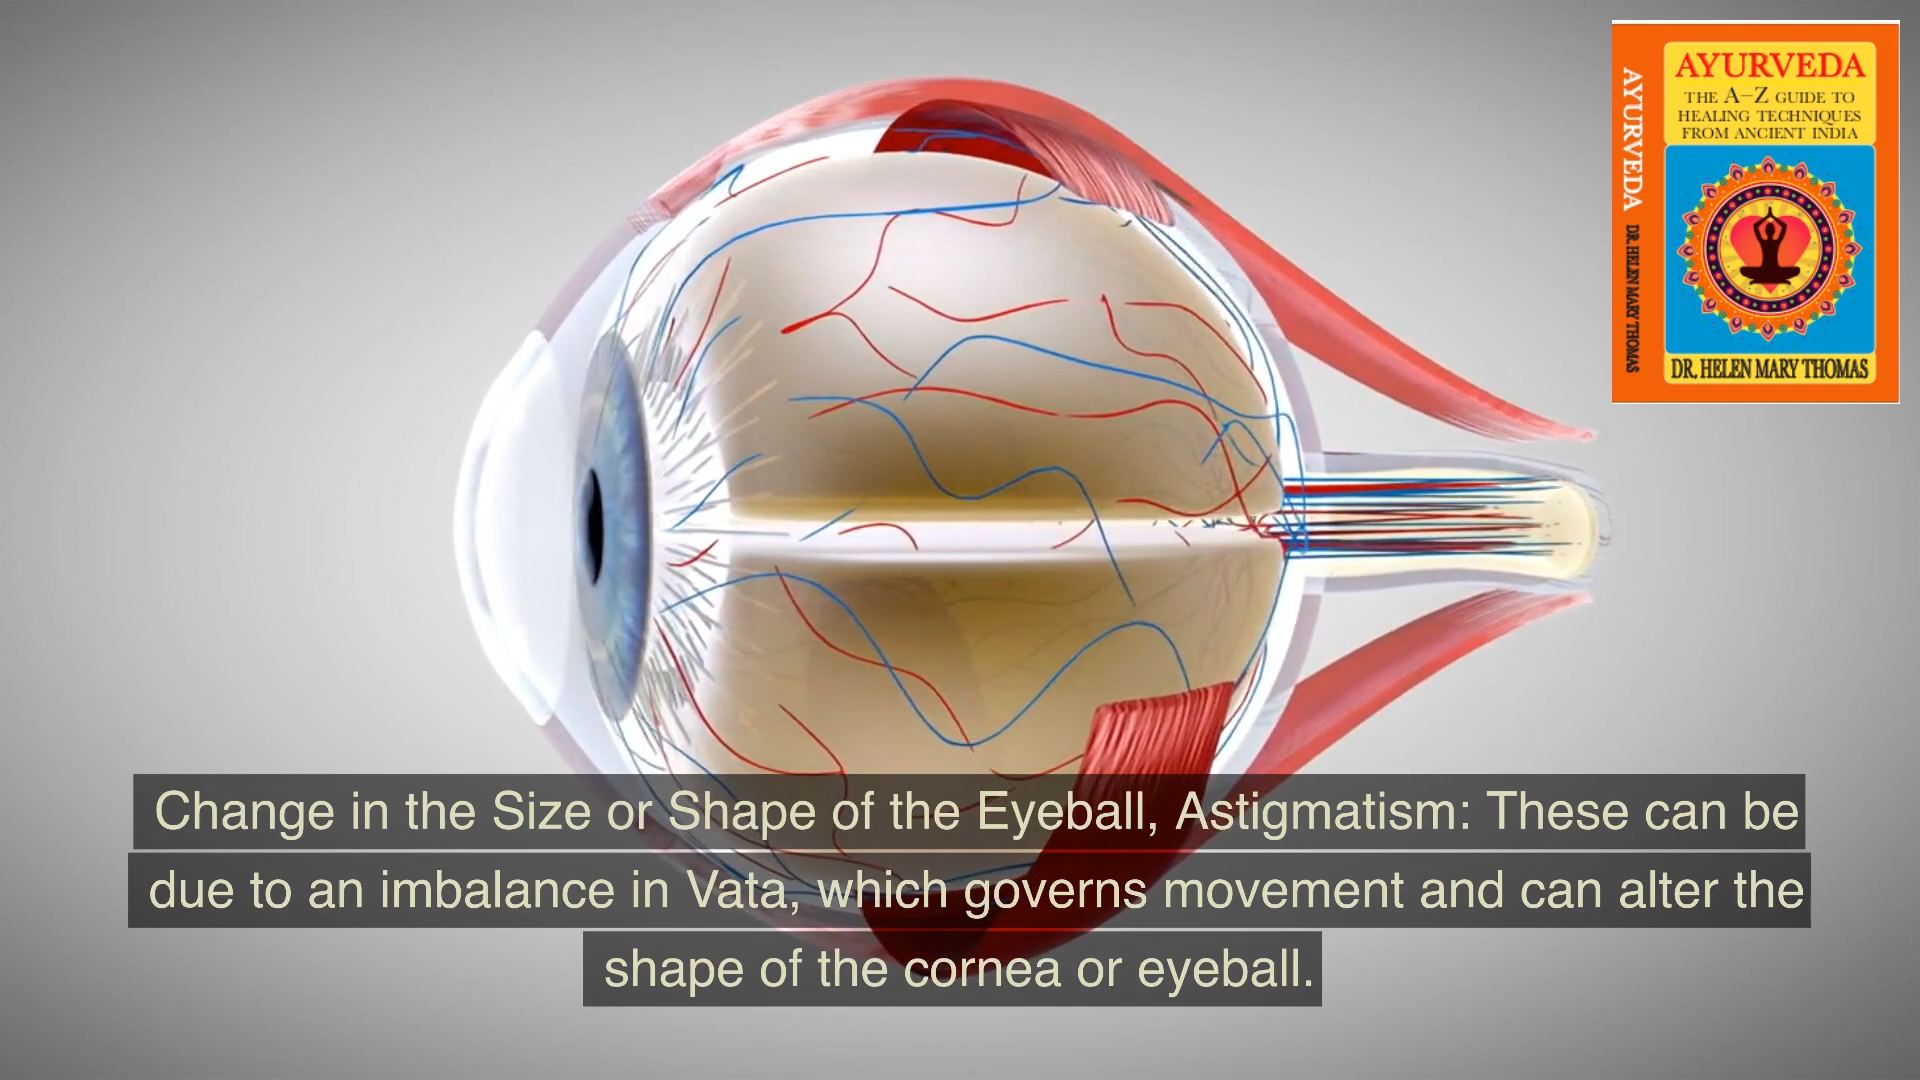 AYURVEDA
THE A–Z GUIDE TO
HEALING TECHNIQUES
FROM ANCIENT INDIA
DR. HELEN MARY THOMAS
AYURVEDA DR. HELEN MARY THOMAS
Change in the Size or Shape of the Eyeball, Astigmatism: These can be
due to an imbalance in Vata, which governs movement and can alter the
shape of the cornea or eyeball.